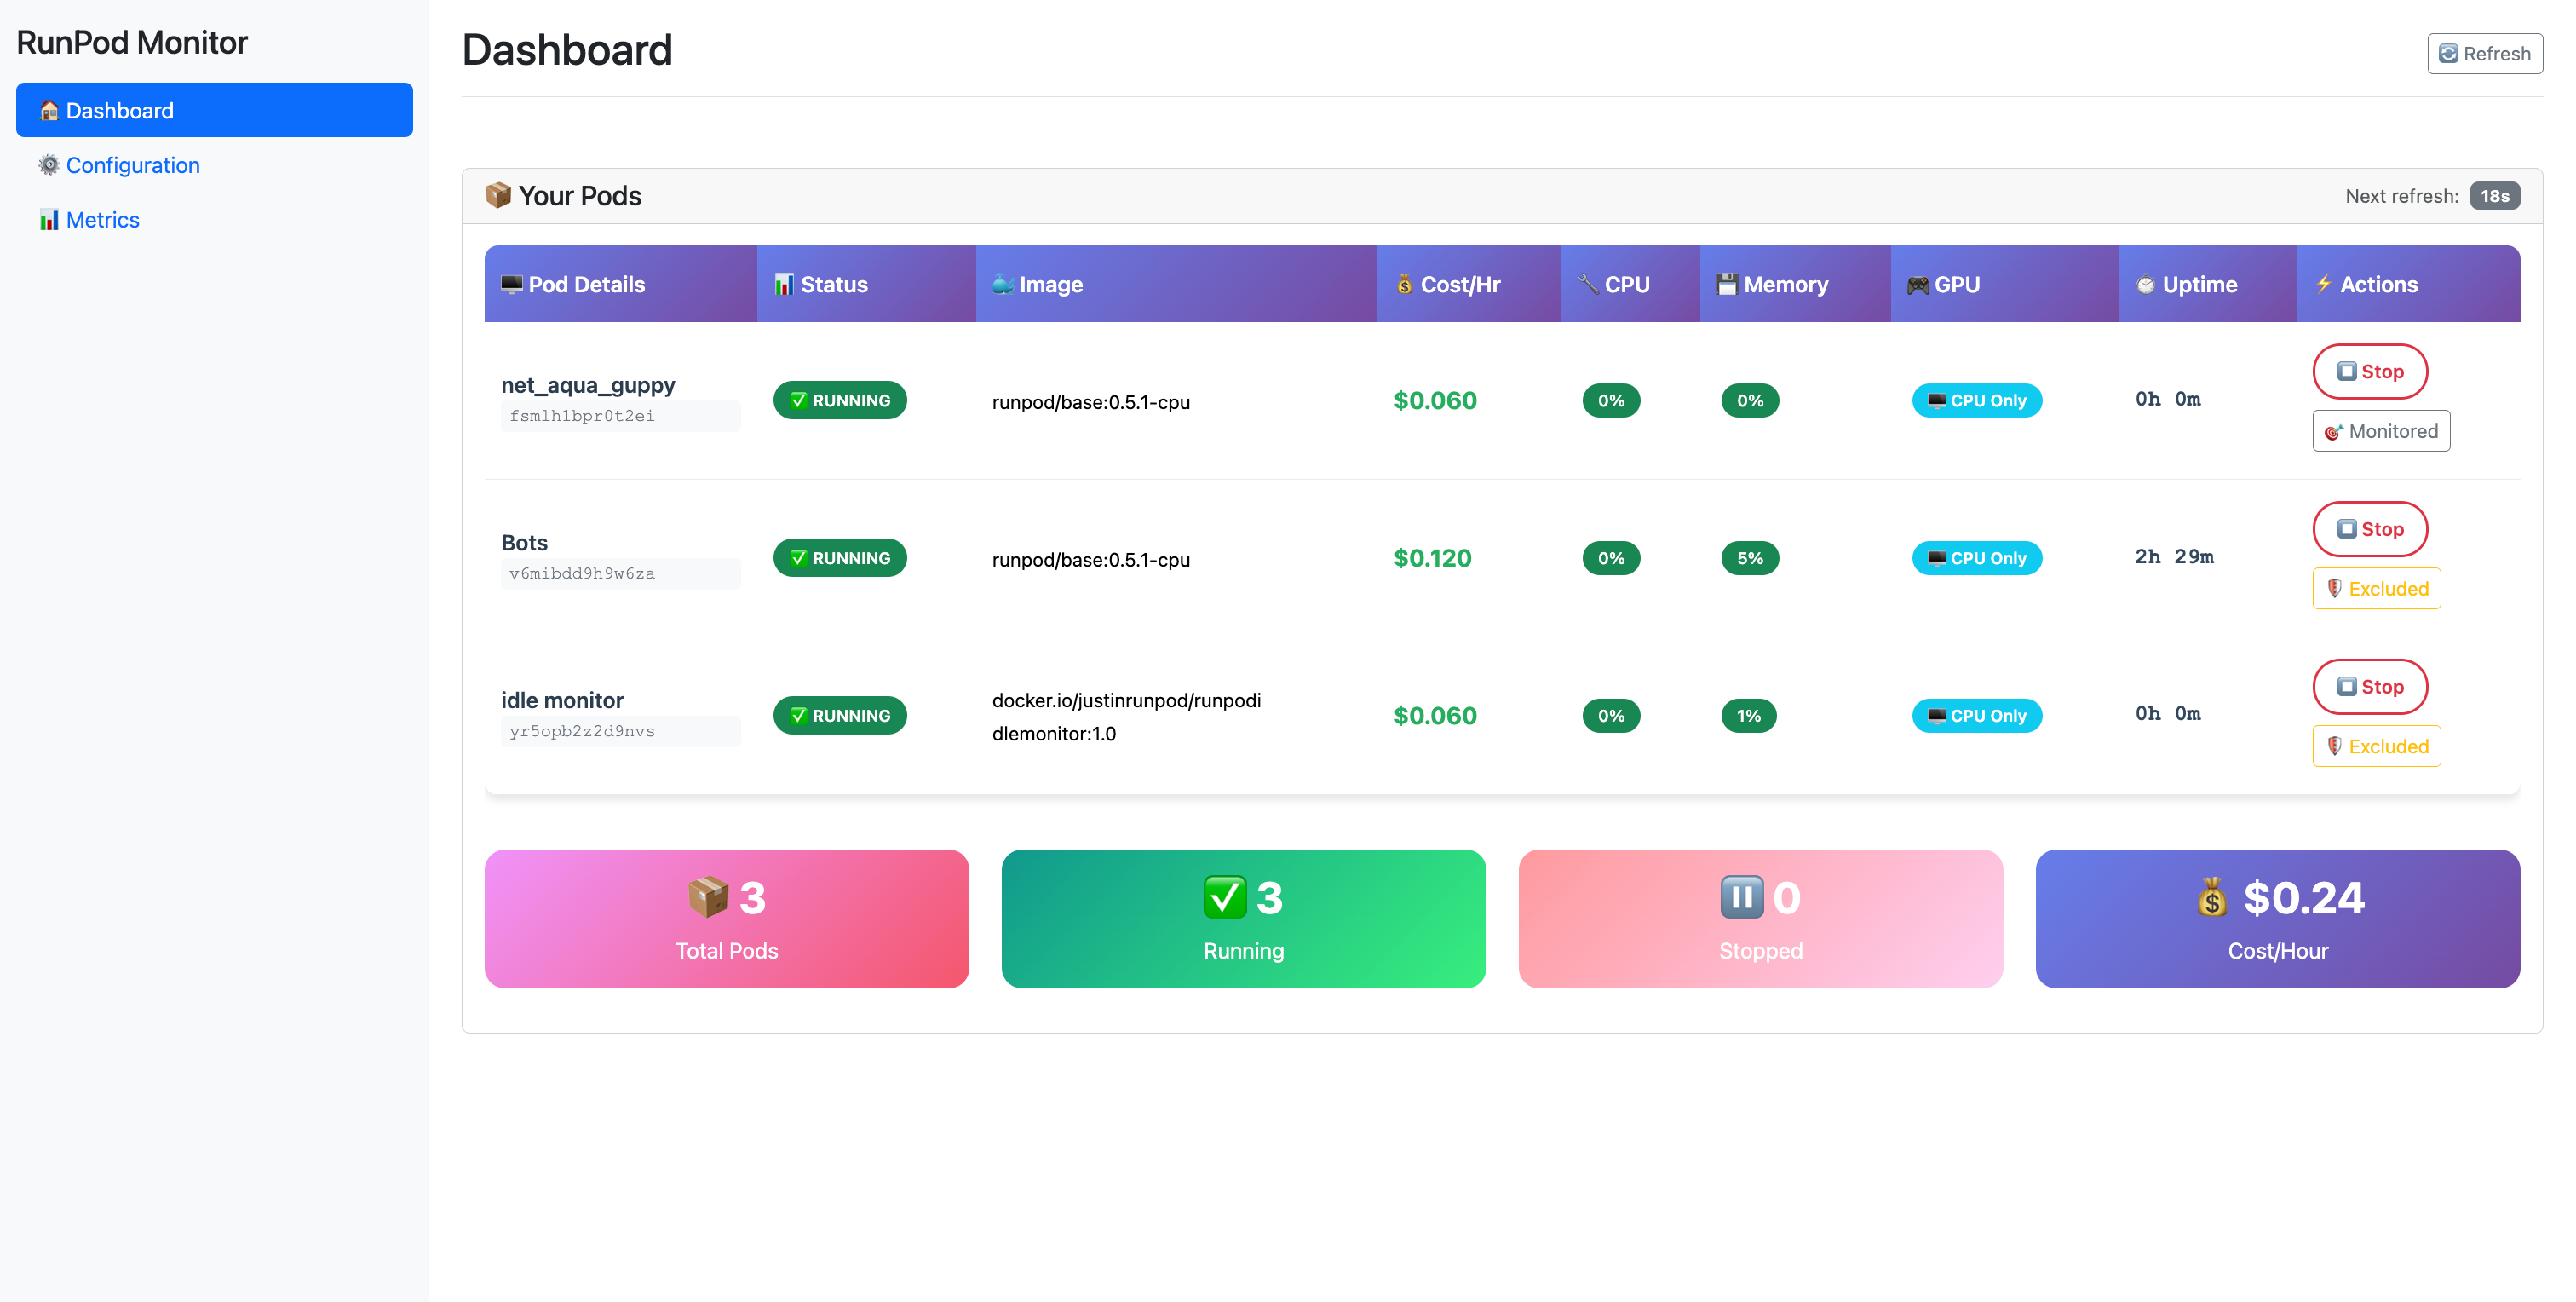 RunPod Monitor
Dashboard
Configuration
Metrics
Dashboard
Refresh
Your Pods
Next refresh: 18s
Pod Details Status Image Cost/Hr CPU Memory GPU Uptime Actions
net_aqua_guppy
fsmlh1bpr0t2ei
RUNNING
runpod/base:0.5.1-cpu
$0.060
0%
0%
CPU Only
0h 0m
Stop
Monitored
Bots
v6mibdd9h9w6za
RUNNING
runpod/base:0.5.1-cpu
$0.120
0%
5%
CPU Only
2h 29m
Stop
Excluded
idle monitor
yr5opb2z2d9nvs
RUNNING
docker.io/justinrunpod/runpodi
dlemonitor:1.0
$0.060
0%
1%
CPU Only
0h 0m
Stop
Excluded
3
Total Pods
3
Running
0
Stopped
$0.24
Cost/Hour